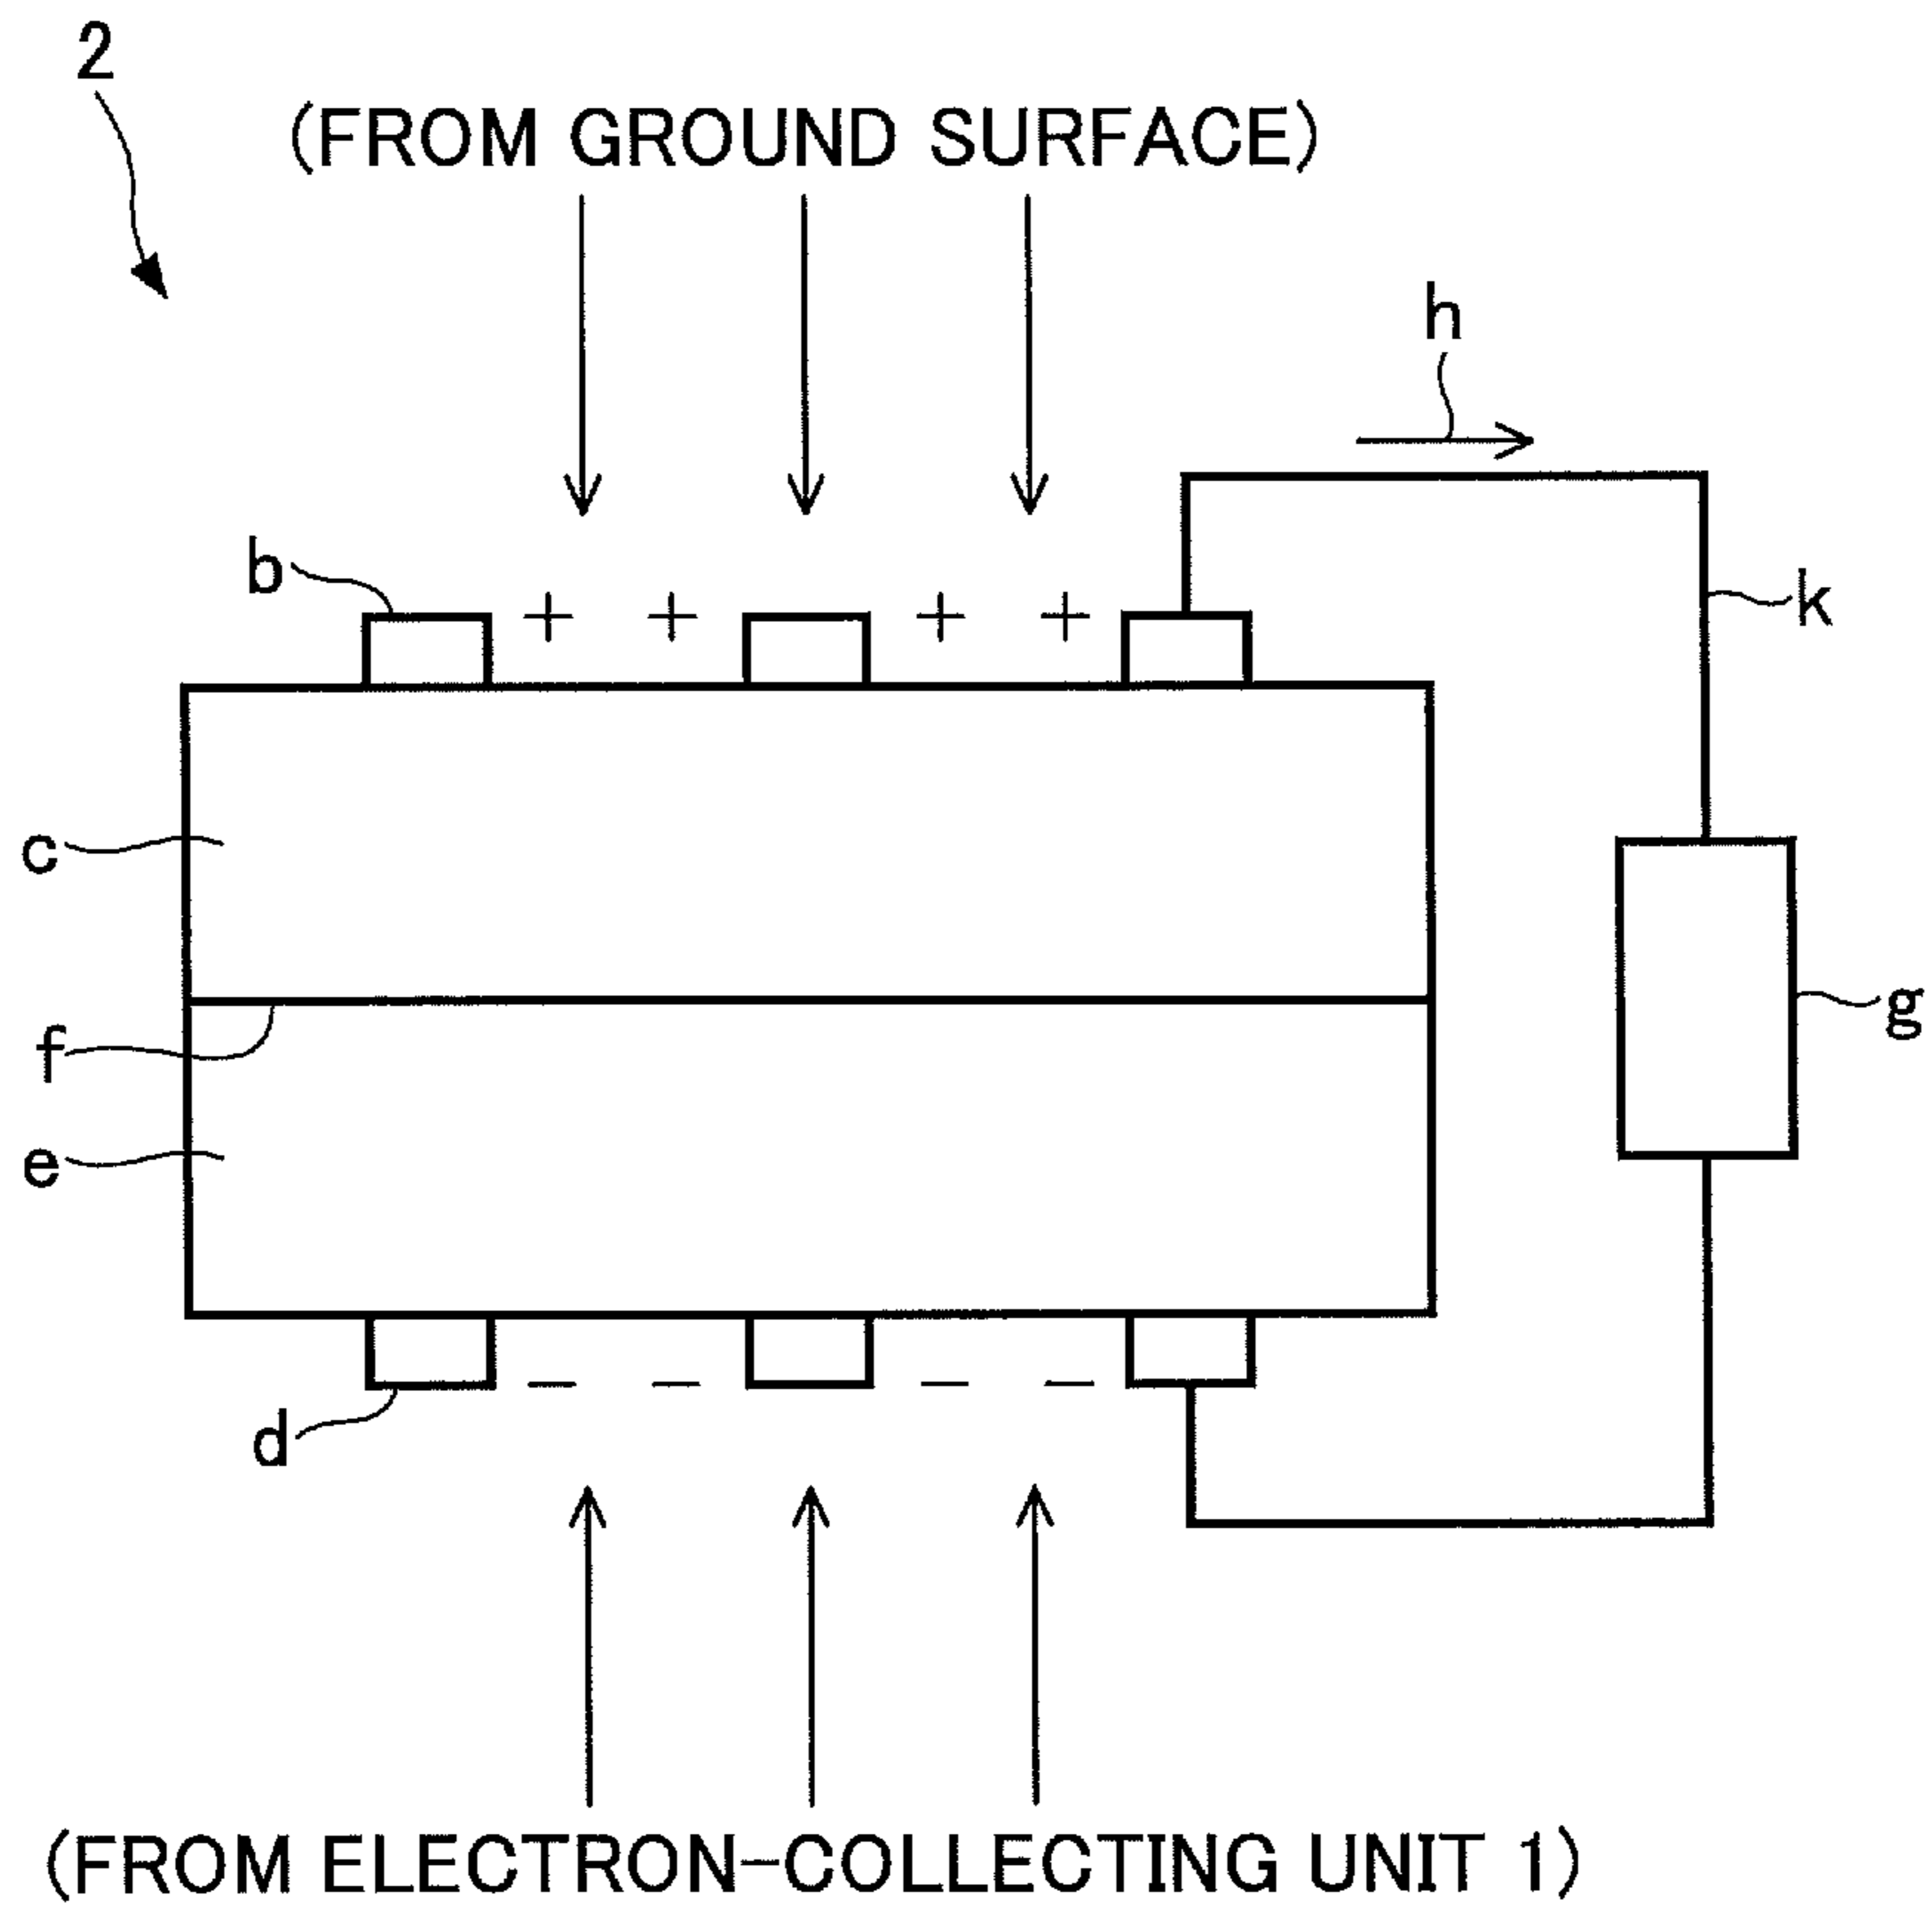 2
(FROM GROUND SURFACE)
h
b
+ + + +
k
c
g
f
e
d
− − − −
(FROM ELECTRON-COLLECTING UNIT 1)